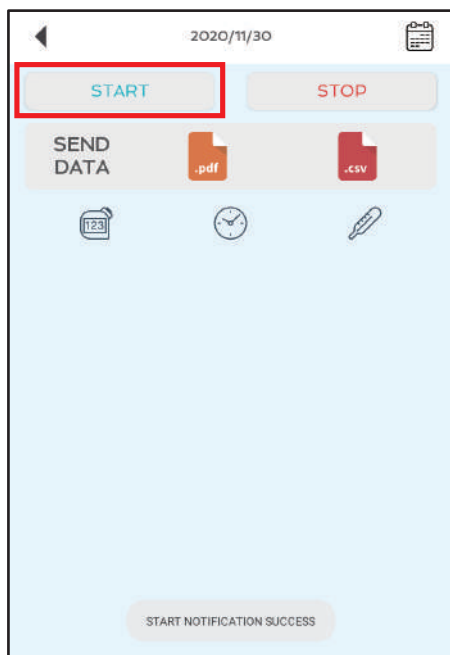 2020/11/30
START STOP
SEND
DATA
.pdf .csv
123
START NOTIFICATION SUCCESS